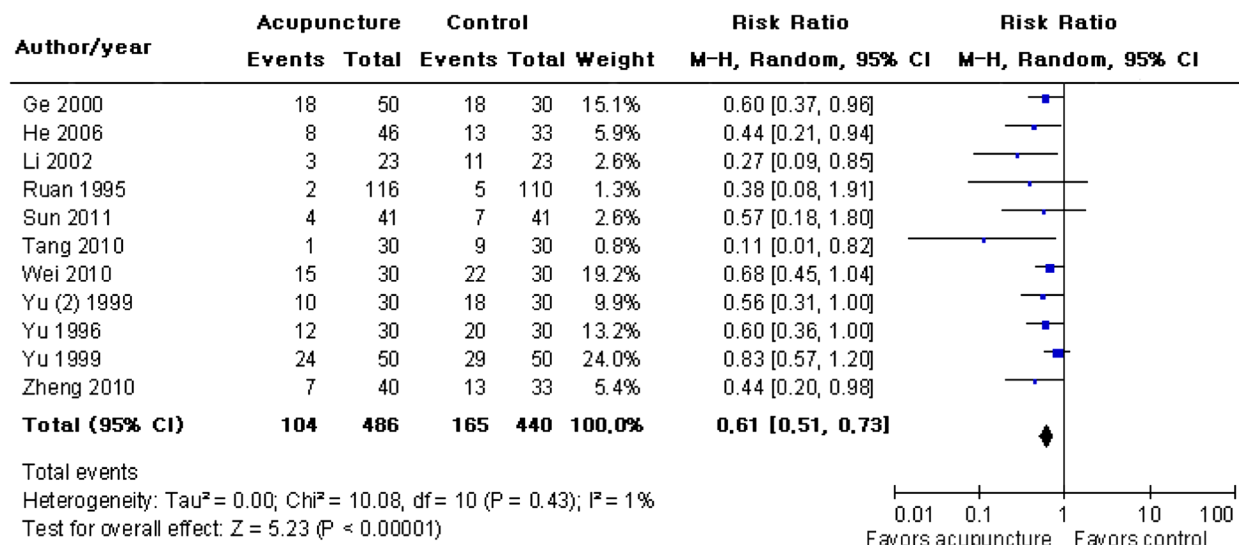 Acupuncture Control Risk Ratio Risk Ratio
Author/year Events Total Events Total Weight M-H, Random, 95% CI M-H, Random, 95% CI
Ge 2000 18 50 18 30 15.1% 0.60 [0.37, 0.96]
He 2006 8 46 13 33 5.9% 0.44 [0.21, 0.94]
Li 2002 3 23 11 23 2.6% 0.27 [0.09, 0.85]
Ruan 1995 2 116 5 110 1.3% 0.38 [0.08, 1.91]
Sun 2011 4 41 7 41 2.6% 0.57 [0.18, 1.80]
Tang 2010 1 30 9 30 0.8% 0.11 [0.01, 0.82]
Wei 2010 15 30 22 30 19.2% 0.68 [0.45, 1.04]
Yu (2) 1999 10 30 18 30 9.9% 0.56 [0.31, 1.00]
Yu 1996 12 30 20 30 13.2% 0.60 [0.36, 1.00]
Yu 1999 24 50 29 50 24.0% 0.83 [0.57, 1.20]
Zheng 2010 7 40 13 33 5.4% 0.44 [0.20, 0.98]
Total (95% CI) 104 486 165 440 100.0% 0.61 [0.51, 0.73]
Total events
Heterogeneity: Tau² = 0.00; Chi² = 10.08, df = 10 (P = 0.43); I² = 1%
Test for overall effect: Z = 5.23 (P < 0.00001)
0.01 0.1 1 10 100
Favors acupuncture Favors control